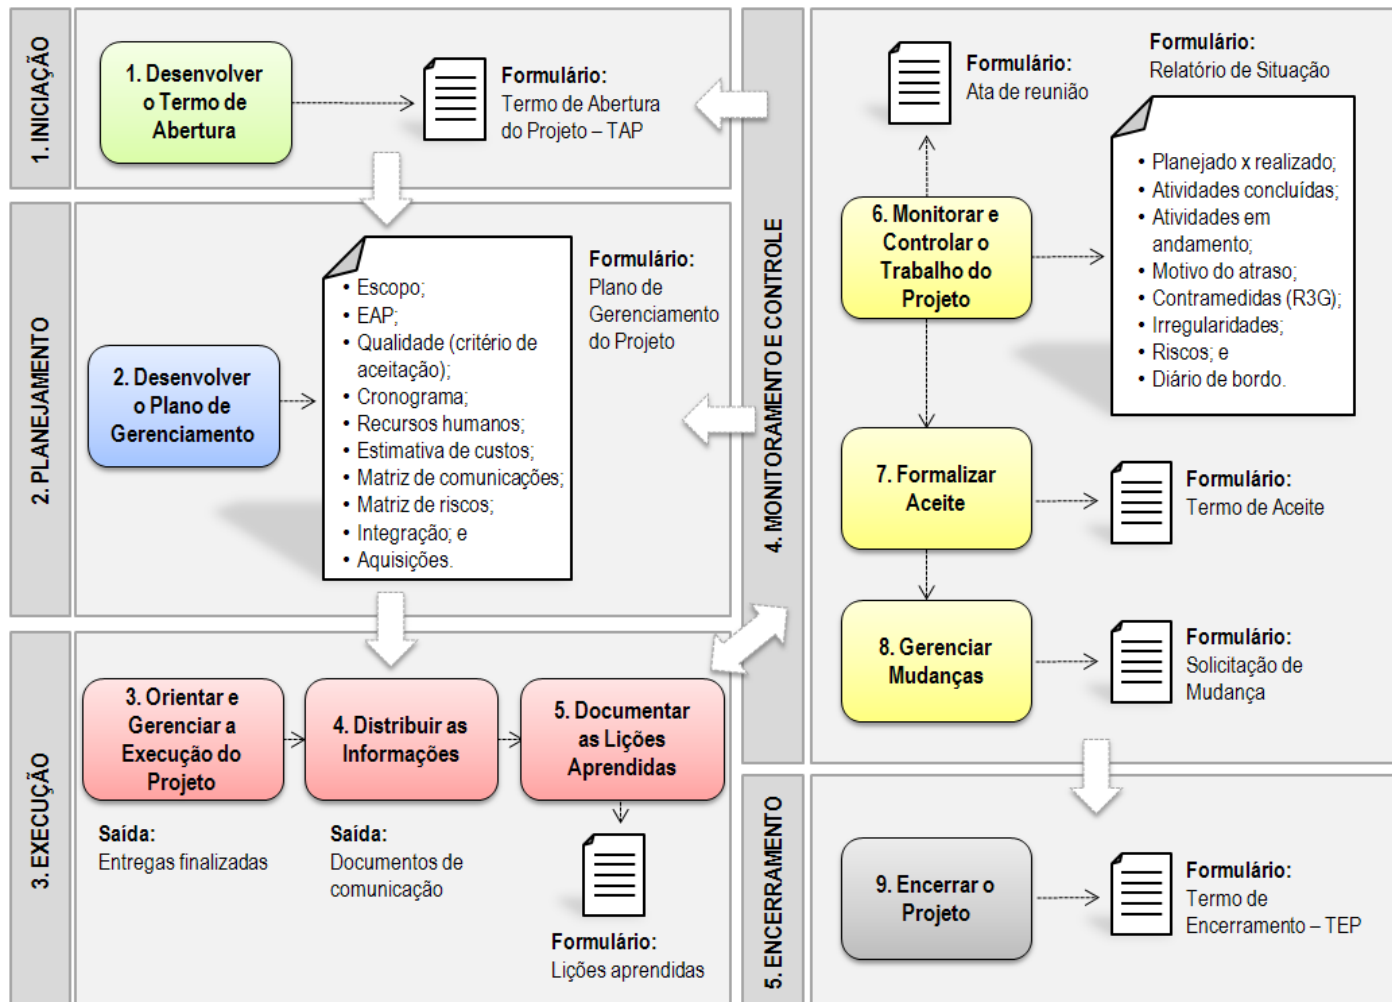 1. INICIAÇÃO
1. Desenvolver
o Termo de
Abertura
Formulário:
Termo de Abertura
do Projeto – TAP
2. PLANEJAMENTO
2. Desenvolver
o Plano de
Gerenciamento
• Escopo;
• EAP;
• Qualidade (critério de
aceitação);
• Cronograma;
• Recursos humanos;
• Estimativa de custos;
• Matriz de comunicações;
• Matriz de riscos;
• Integração; e
• Aquisições.
Formulário:
Plano de
Gerenciamento
do Projeto
3. EXECUÇÃO
3. Orientar e
Gerenciar a
Execução do
Projeto
Saída:
Entregas finalizadas
4. Distribuir as
Informações
Saída:
Documentos de
comunicação
5. Documentar
as Lições
Aprendidas
Formulário:
Lições aprendidas
4. MONITORAMENTO E CONTROLE
Formulário:
Ata de reunião
Formulário:
Relatório de Situação
6. Monitorar e
Controlar o
Trabalho do
Projeto
• Planejado x realizado;
• Atividades concluídas;
• Atividades em
andamento;
• Motivo do atraso;
• Contramedidas (R3G);
• Irregularidades;
• Riscos; e
• Diário de bordo.
7. Formalizar
Aceite
Formulário:
Termo de Aceite
8. Gerenciar
Mudanças
Formulário:
Solicitação de
Mudança
5. ENCERRAMENTO
9. Encerrar o
Projeto
Formulário:
Termo de
Encerramento – TEP